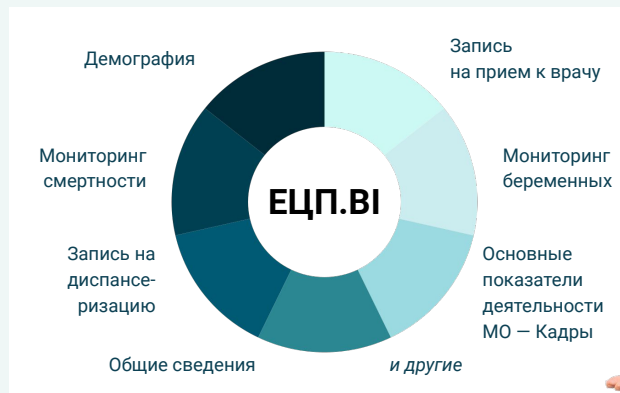 Демография
Запись
на прием к врачу
Мониторинг
смертности
ЕЦП.BI
Мониторинг
беременных
Запись на
диспансе-
ризацию
Основные
показатели
деятельности
МО — Кадры
Общие сведения
и другие